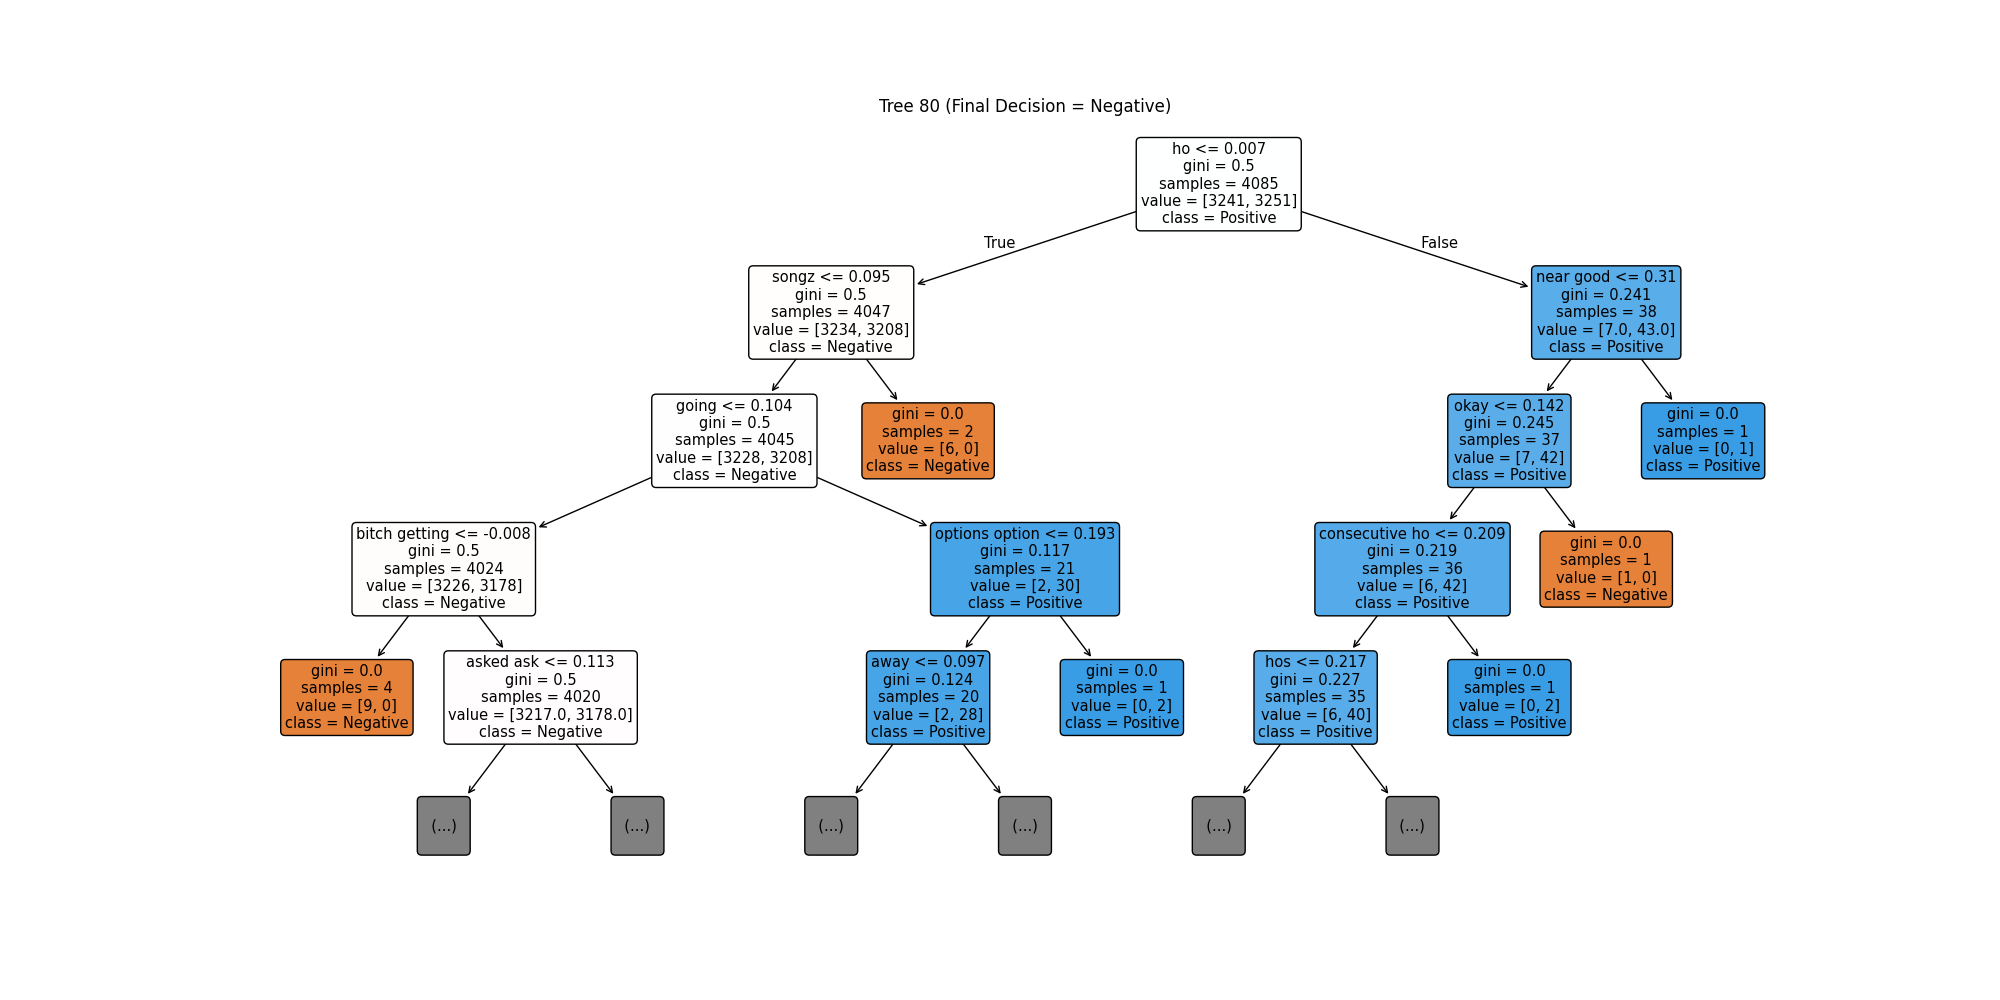 Tree 80 (Final Decision = Negative)
ho <= 0.007
gini = 0.5
samples = 4085
value = [3241, 3251]
class = Positive
True
False
songz <= 0.095
gini = 0.5
samples = 4047
value = [3234, 3208]
class = Negative
near good <= 0.31
gini = 0.241
samples = 38
value = [7.0, 43.0]
class = Positive
going <= 0.104
gini = 0.5
samples = 4045
value = [3228, 3208]
class = Negative
gini = 0.0
samples = 2
value = [6, 0]
class = Negative
okay <= 0.142
gini = 0.245
samples = 37
value = [7, 42]
class = Positive
gini = 0.0
samples = 1
value = [0, 1]
class = Positive
bitch getting <= -0.008
gini = 0.5
samples = 4024
value = [3226, 3178]
class = Negative
options option <= 0.193
gini = 0.117
samples = 21
value = [2, 30]
class = Positive
consecutive ho <= 0.209
gini = 0.219
samples = 36
value = [6, 42]
class = Positive
gini = 0.0
samples = 1
value = [1, 0]
class = Negative
gini = 0.0
samples = 4
value = [9, 0]
class = Negative
asked ask <= 0.113
gini = 0.5
samples = 4020
value = [3217.0, 3178.0]
class = Negative
away <= 0.097
gini = 0.124
samples = 20
value = [2, 28]
class = Positive
gini = 0.0
samples = 1
value = [0, 2]
class = Positive
hos <= 0.217
gini = 0.227
samples = 35
value = [6, 40]
class = Positive
gini = 0.0
samples = 1
value = [0, 2]
class = Positive
(...)
(...)
(...)
(...)
(...)
(...)